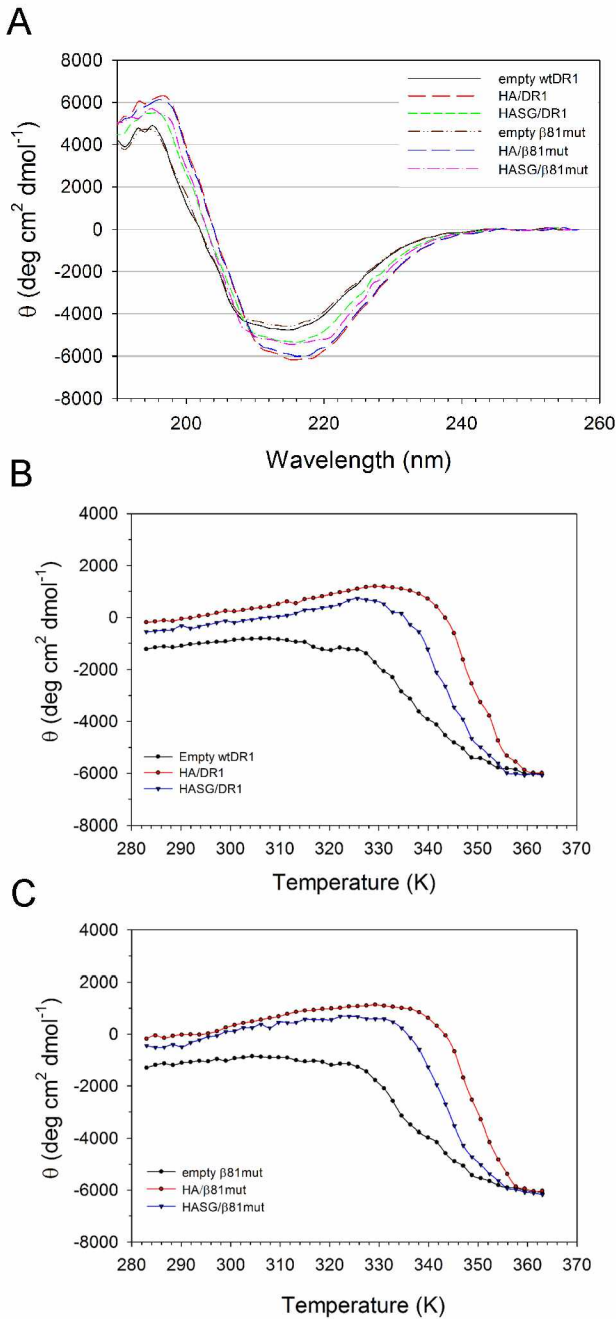 A
empty wtDR1
HA/DR1
HASG/DR1
empty β81mut
HA/β81mut
HASG/β81mut
8000
6000
4000
2000
0
-2000
-4000
-6000
-8000
θ (deg cm² dmol⁻¹)
200 220 240 260
Wavelength (nm)
B
4000
2000
0
-2000
-4000
-6000
-8000
θ (deg cm² dmol⁻¹)
Empty wtDR1
HA/DR1
HASG/DR1
280 290 300 310 320 330 340 350 360 370
Temperature (K)
C
4000
2000
0
-2000
-4000
-6000
-8000
θ (deg cm² dmol⁻¹)
empty β81mut
HA/β81mut
HASG/β81mut
280 290 300 310 320 330 340 350 360 370
Temperature (K)